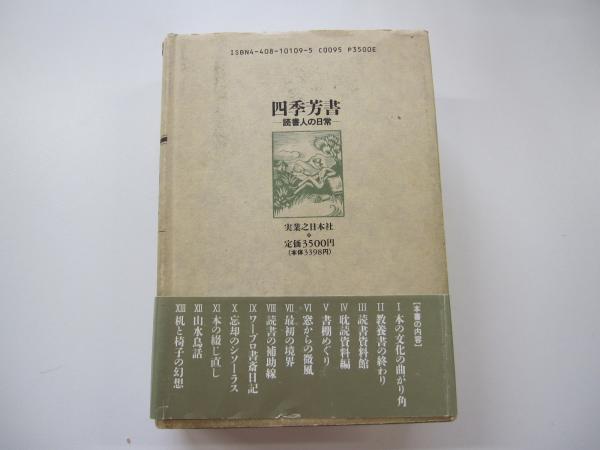 ISBN4-408-10109-5 C0095 P3500E
四季芳書
―読書人の日常―
実業之日本社
定価3500円
(本体3398円)
[本書の内容]
I 本の文化の曲がり角
II 教養書の終わり
III 読書資料館
IV 耽読資料編
V 書棚めぐり
VI 窓からの微風
VII 最初の境界
VIII 読書の補助線
IX ワープロ書斎日記
X 忘却のシソーラス
XI 本の綴じ直し
XII 山水鳥話
XIII 机と椅子の幻想